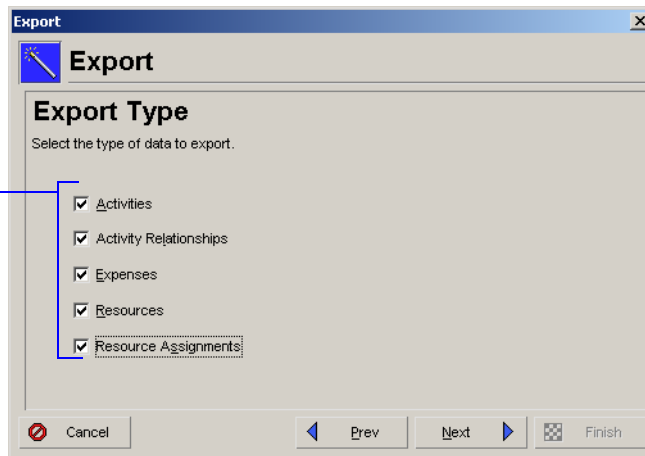 Export
Export
Export Type
Select the type of data to export.
Activities
Activity Relationships
Expenses
Resources
Resource Assignments
Cancel
Prev
Next
Finish